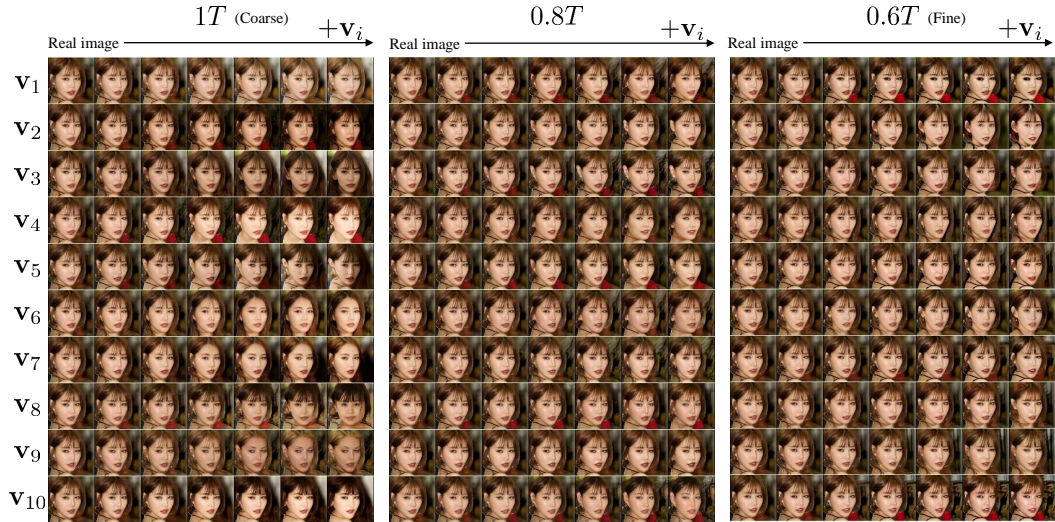 1T (Coarse)
0.8T
0.6T (Fine)
Real image +v_i
Real image +v_i
Real image +v_i
v_1
v_2
v_3
v_4
v_5
v_6
v_7
v_8
v_9
v_10